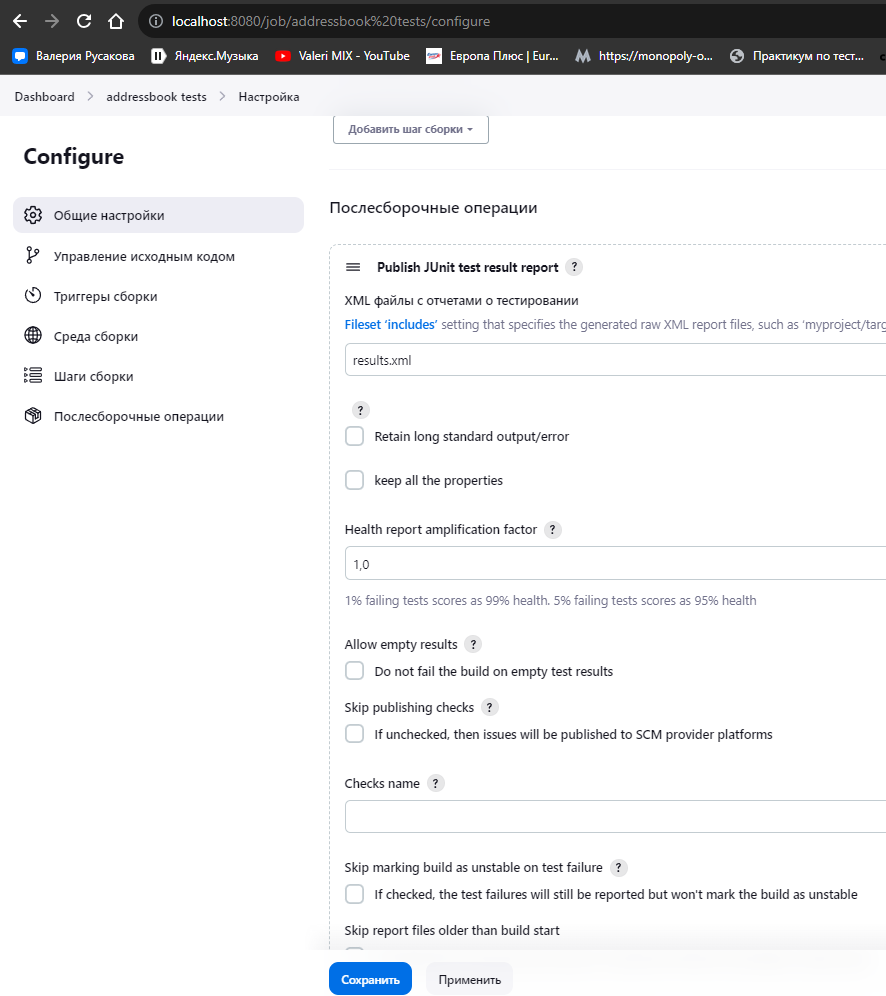 localhost:8080/job/addressbook%20tests/configure
Валерия Русакова
Яндекс.Музыка
Valeri MIX - YouTube
Европа Плюс | Eur...
https://monopoly-o...
Практикум по тест...
Dashboard > addressbook tests > Настройка
Добавить шаг сборки
Configure
Общие настройки
Управление исходным кодом
Триггеры сборки
Среда сборки
Шаги сборки
Послесборочные операции
Послесборочные операции
Publish JUnit test result report ?
XML файлы с отчетами о тестировании
Fileset ‘includes’ setting that specifies the generated raw XML report files, such as ‘myproject/targ
results.xml
?
Retain long standard output/error
keep all the properties
Health report amplification factor ?
1,0
1% failing tests scores as 99% health. 5% failing tests scores as 95% health
Allow empty results ?
Do not fail the build on empty test results
Skip publishing checks ?
If unchecked, then issues will be published to SCM provider platforms
Checks name ?
Skip marking build as unstable on test failure ?
If checked, the test failures will still be reported but won't mark the build as unstable
Skip report files older than build start
Сохранить
Применить